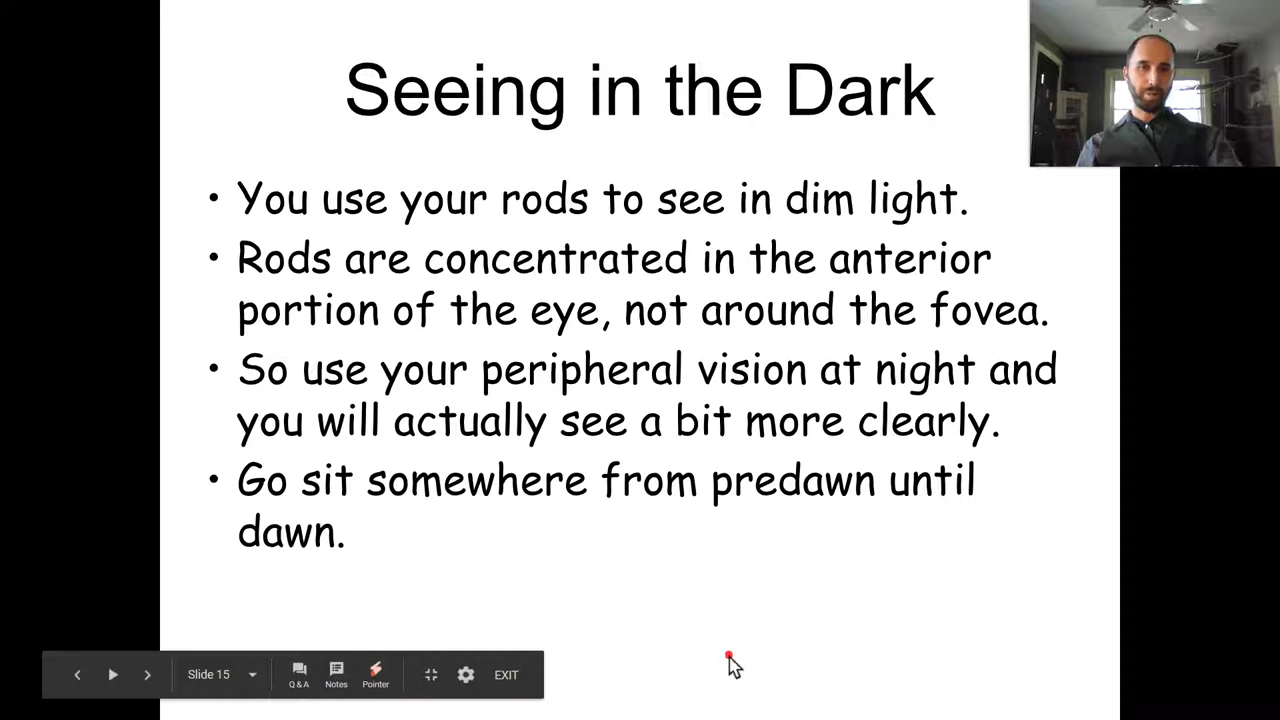 Seeing in the Dark
• You use your rods to see in dim light.
• Rods are concentrated in the anterior
portion of the eye, not around the fovea.
• So use your peripheral vision at night and
you will actually see a bit more clearly.
• Go sit somewhere from predawn until
dawn.
Slide 15
Q & A
Notes
Pointer
EXIT